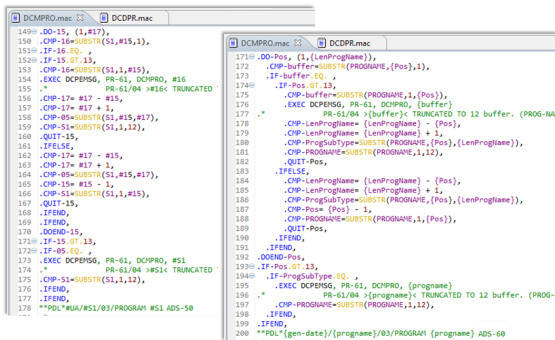 DCMPRO.mac DCDPR.mac
149 .DO-15, (1,#17),
150 .CMP-16=SUBSTR(S1,#15,1),
151 .IF-16.EQ. ,
152 .IF-15.GT.13,
153 .CMP-16=SUBSTR(S1,1,#15),
154 .EXEC DCPEMSG, PR-61, DCMPRO, #16
155 .* PR-61/04 >#16< TRUNCATED
156 .CMP-17= #17 - #15,
157 .CMP-17= #17 + 1,
158 .CMP-05=SUBSTR(S1,#15,#17),
159 .CMP-S1=SUBSTR(S1,1,12),
160 .QUIT-15,
161 .IFELSE,
162 .CMP-17= #17 - #15,
163 .CMP-17= #17 + 1,
164 .CMP-05=SUBSTR(S1,#15,#17),
165 .CMP-15= #15 - 1,
166 .CMP-S1=SUBSTR(S1,1,#15),
167 .QUIT-15,
168 .IFEND,
169 .IFEND,
170 .DOEND-15,
171 .IF-15.GT.13,
172 .IF-05.EQ. ,
173 .EXEC DCPEMSG, PR-61, DCMPRO, #S1
174 .* PR-61/04 >#S1< TRUNCATED
175 .CMP-S1=SUBSTR(S1,1,12),
176 .IFEND,
177 .IFEND,
178 **PDL*#UA/#S1/03/PROGRAM #S1 ADS-50
DCMPRO.mac DCDPR.mac
171 .DO-Pos, (1,{LenProgName}),
172 .CMP-buffer=SUBSTR(PROGNAME,{Pos},1),
173 .IF-buffer.EQ. ,
174 .IF-Pos.GT.13,
175 .CMP-buffer=SUBSTR(PROGNAME,1,{Pos}),
176 .EXEC DCPEMSG, PR-61, DCMPRO, {buffer}
177 .* PR-61/04 >{buffer}< TRUNCATED TO 12 buffer. (PROG-NA
178 .CMP-LenProgName= {LenProgName} - {Pos},
179 .CMP-LenProgName= {LenProgName} + 1,
180 .CMP-ProgSubType=SUBSTR(PROGNAME,{Pos},{LenProgName}),
181 .CMP-PROGNAME=SUBSTR(PROGNAME,1,12),
182 .QUIT-Pos,
183 .IFELSE,
184 .CMP-LenProgName= {LenProgName} - {Pos},
185 .CMP-LenProgName= {LenProgName} + 1,
186 .CMP-ProgSubType=SUBSTR(PROGNAME,{Pos},{LenProgName}),
187 .CMP-Pos= {Pos} - 1,
188 .CMP-PROGNAME=SUBSTR(PROGNAME,1,{Pos}),
189 .QUIT-Pos,
190 .IFEND,
191 .IFEND,
192 .DOEND-Pos,
193 .IF-Pos.GT.13,
194 .IF-ProgSubType.EQ. ,
195 .EXEC DCPEMSG, PR-61, DCMPRO, {progname}
196 .* PR-61/04 >{progname}< TRUNCATED TO 12 buffer. (PROG-
197 .CMP-PROGNAME=SUBSTR(PROGNAME,1,12),
198 .IFEND,
199 .IFEND,
200 **PDL*{gen-date}/{progname}/03/PROGRAM {progname} ADS-60